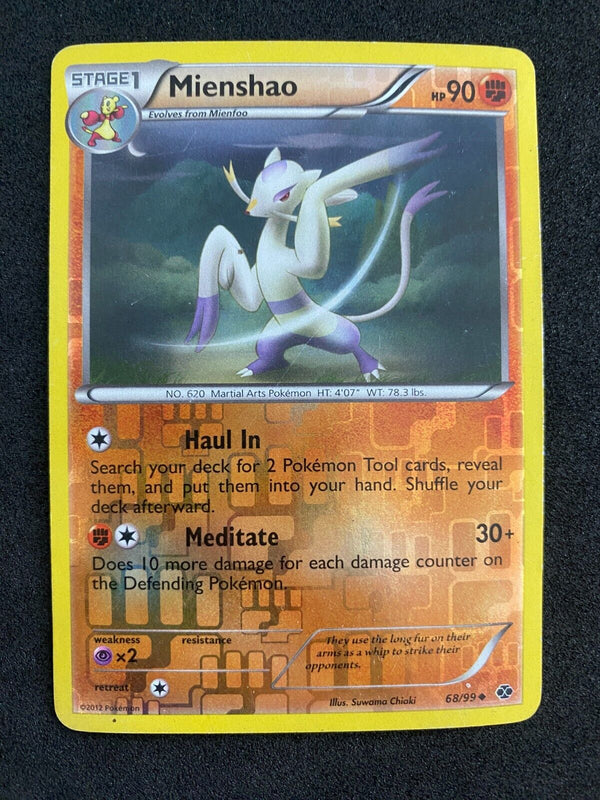 STAGE1 Mienshao HP90
Evolves from Mienfoo
NO. 620 Martial Arts Pokémon HT: 4'07" WT: 78.3 lbs.
Haul In
Search your deck for 2 Pokémon Tool cards, reveal
them, and put them into your hand. Shuffle your
deck afterward.
Meditate 30+
Does 10 more damage for each damage counter on
the Defending Pokémon.
weakness resistance
×2
They use the long fur on their
arms as a whip to strike their
opponents.
retreat
©2012 Pokémon
Illus. Suwama Chiaki
68/99